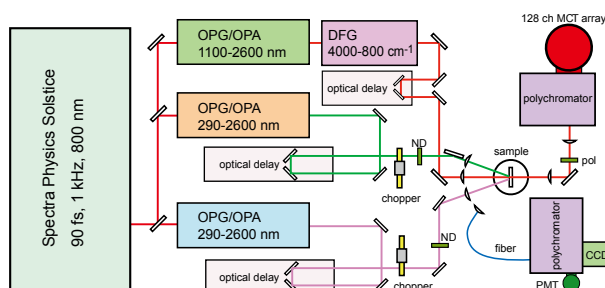 Spectra Physics Solstice
90 fs, 1 kHz, 800 nm
OPG/OPA
1100-2600 nm
DFG
4000-800 cm⁻¹
128 ch MCT array
polychromator
optical delay
OPG/OPA
290-2600 nm
optical delay
ND
chopper
sample
pol
OPG/OPA
290-2600 nm
optical delay
chopper
ND
fiber
polychromator
CCD
PMT